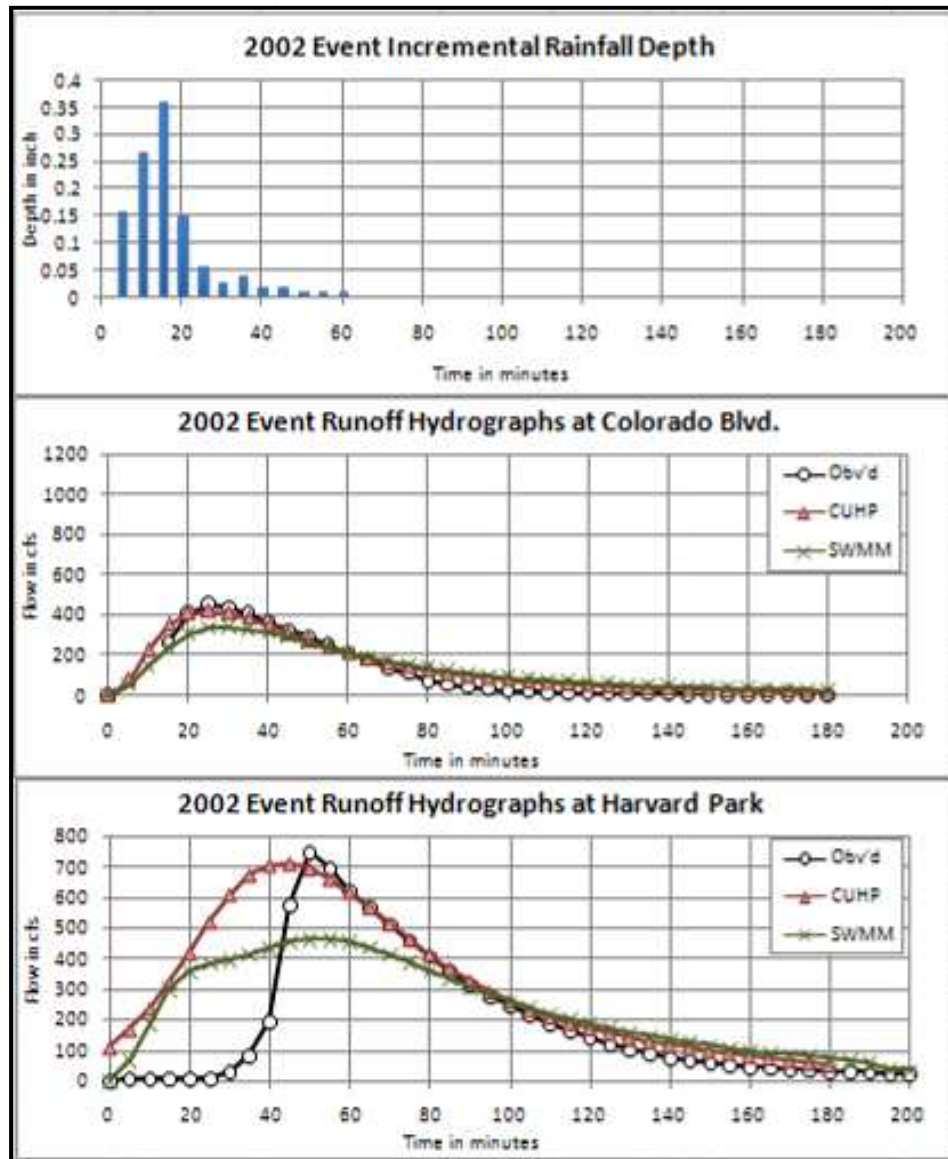 2002 Event Incremental Rainfall Depth
0.4
0.35
0.3
0.25
0.2
0.15
0.1
0.05
0
Depth in inch
0 20 40 60 80 100 120 140 160 180 200
Time in minutes
2002 Event Runoff Hydrographs at Colorado Blvd.
1200
1000
800
600
400
200
0
Flow in cfs
Obv'd
CUHP
SWMM
0 20 40 60 80 100 120 140 160 180 200
Time in minutes
2002 Event Runoff Hydrographs at Harvard Park
800
700
600
500
400
300
200
100
0
Flow in cfs
Obv'd
CUHP
SWMM
0 20 40 60 80 100 120 140 160 180 200
Time in minutes